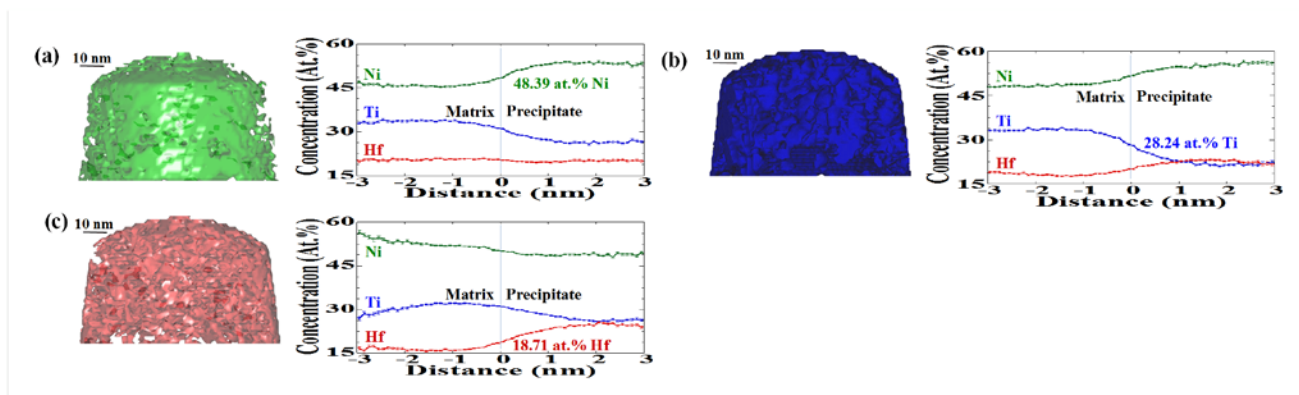 (a)
10 nm
Concentration (At.%)
60
45
30
15
Ni
48.39 at.% Ni
Ti
Matrix
Precipitate
Hf
-3
-2
-1
0
1
2
3
Distance (nm)
(b)
10 nm
Concentration (At.%)
60
45
30
15
Ni
Matrix
Precipitate
Ti
28.24 at.% Ti
Hf
-3
-2
-1
0
1
2
3
Distance (nm)
(c)
10 nm
Concentration (At.%)
60
45
30
15
Ni
Matrix
Precipitate
Ti
Hf
18.71 at.% Hf
-3
-2
-1
0
1
2
3
Distance (nm)